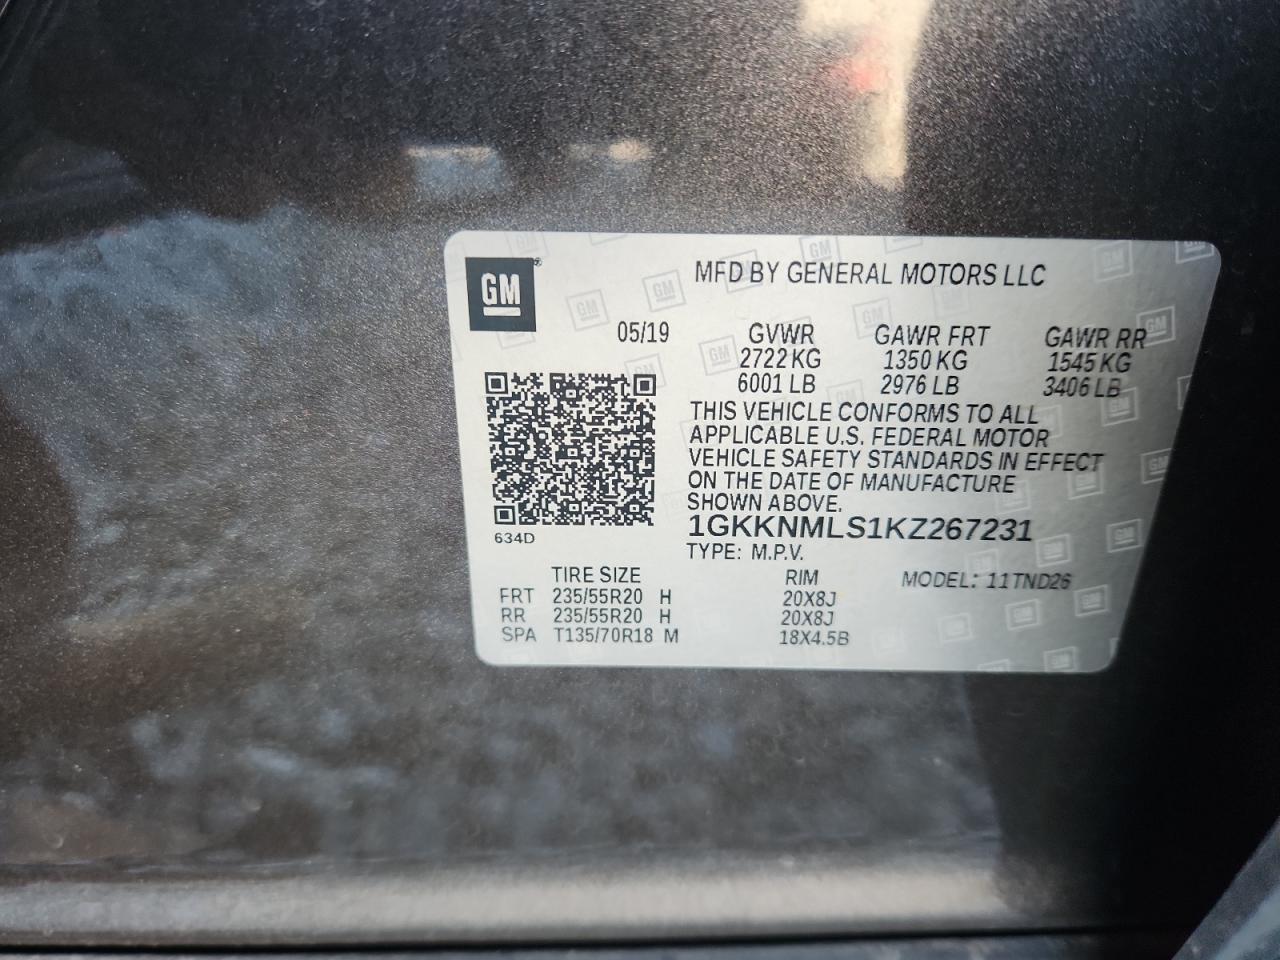 GM
MFD BY GENERAL MOTORS LLC
05/19 GVWR GAWR FRT GAWR RR
2722 KG 1350 KG 1545 KG
6001 LB 2976 LB 3406 LB
THIS VEHICLE CONFORMS TO ALL
APPLICABLE U.S. FEDERAL MOTOR
VEHICLE SAFETY STANDARDS IN EFFECT
ON THE DATE OF MANUFACTURE
SHOWN ABOVE.
1GKKNMLS1KZ267231
634D
TYPE: M.P.V.
TIRE SIZE RIM MODEL: 11TND26
FRT 235/55R20 H 20X8J
RR 235/55R20 H 20X8J
SPA T135/70R18 M 18X4.5B